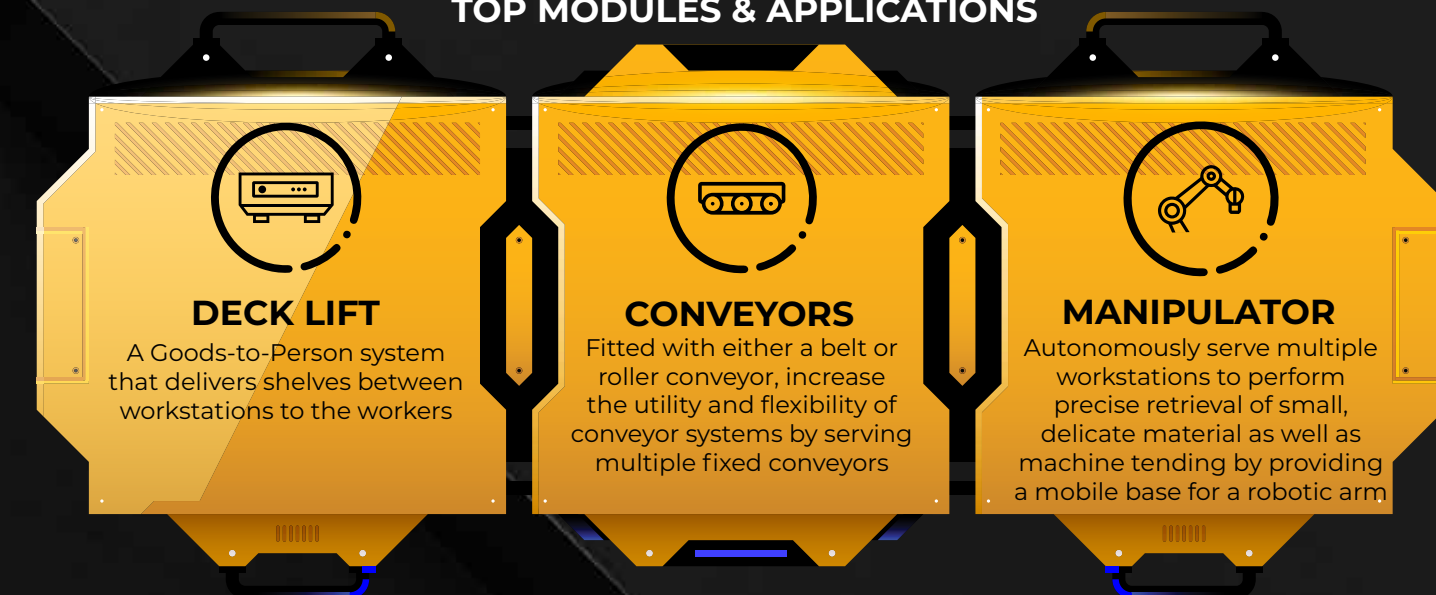 TOP MODULES & APPLICATIONS
DECK LIFT
A Goods-to-Person system
that delivers shelves between
workstations to the workers
CONVEYORS
Fitted with either a belt or
roller conveyor, increase
the utility and flexibility of
conveyor systems by serving
multiple fixed conveyors
MANIPULATOR
Autonomously serve multiple
workstations to perform
precise retrieval of small,
delicate material as well as
machine tending by providing
a mobile base for a robotic arm